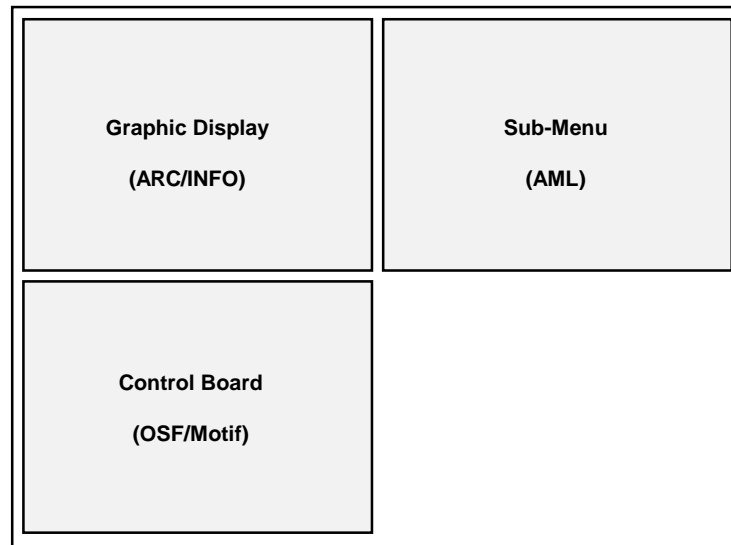 Graphic Display
(ARC/INFO)
Sub-Menu
(AML)
Control Board
(OSF/Motif)